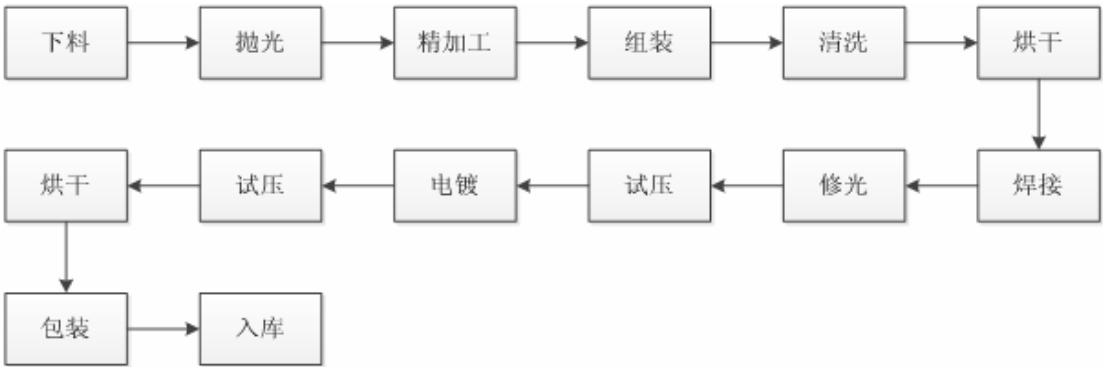 下料
抛光
精加工
组装
清洗
烘干
焊接
修光
试压
电镀
试压
烘干
包装
入库